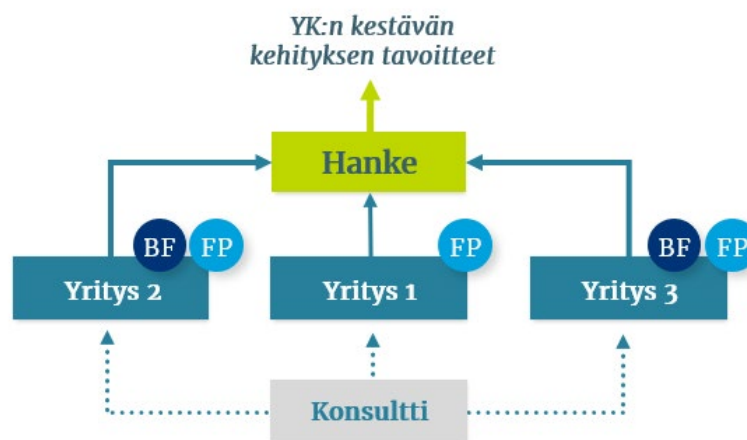 YK:n kestävän
kehityksen tavoitteet
Hanke
BF FP
Yritys 2
FP
Yritys 1
BF FP
Yritys 3
Konsultti